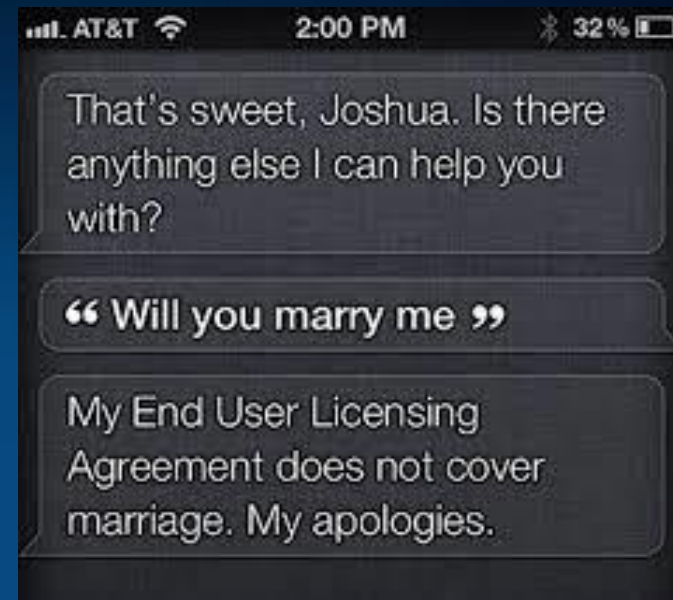 AT&T 2:00 PM 32%
That's sweet, Joshua. Is there
anything else I can help you
with?
“ Will you marry me ”
My End User Licensing
Agreement does not cover
marriage. My apologies.